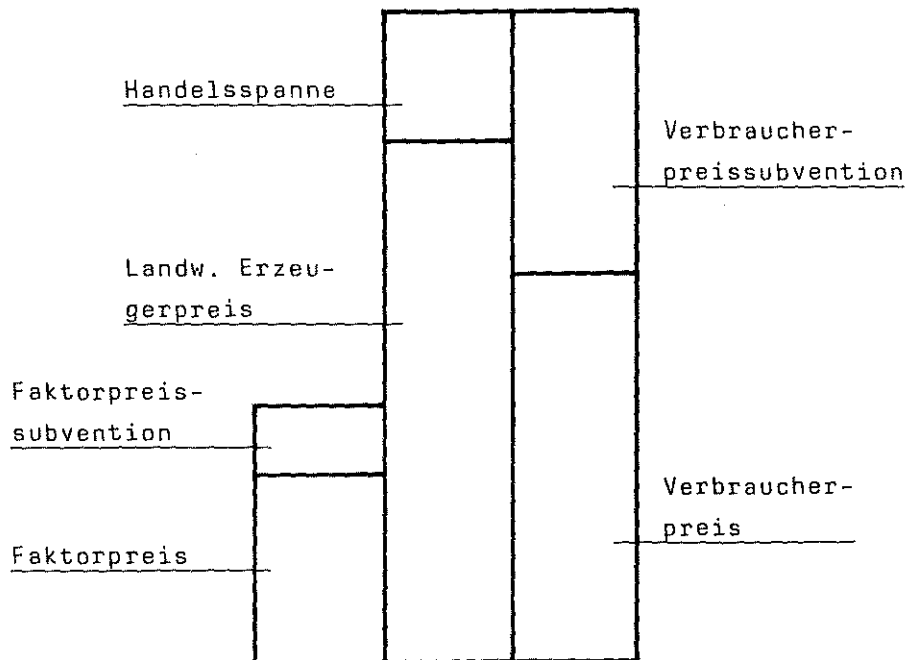 Handelsspanne
Verbraucher-
preissubvention
Landw. Erzeu-
gerpreis
Faktorpreis-
subvention
Verbraucher-
preis
Faktorpreis